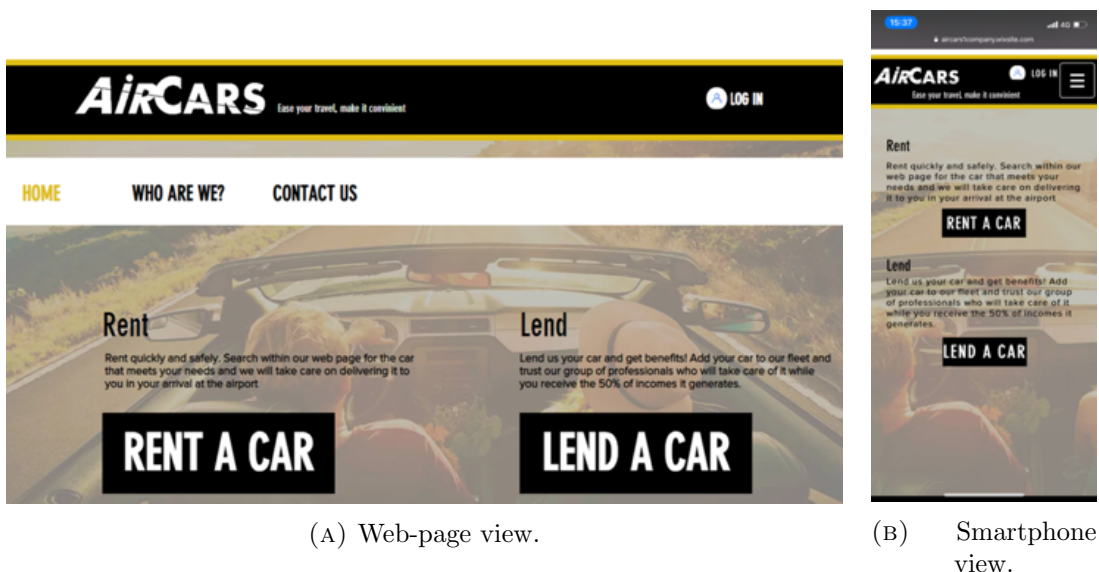 AiRCARS
Ease your travel, make it convinient
LOG IN
HOME WHO ARE WE? CONTACT US
Rent
Rent quickly and safely. Search within our web page for the car
that meets your needs and we will take care on delivering it to
you in your arrival at the airport
RENT A CAR
Lend
Lend us your car and get benefits! Add your car to our fleet and
trust our group of professionals who will take care of it while
you receive the 50% of incomes it generates.
LEND A CAR
(A) Web-page view.
15:37
4G
aircars1company.wixsite.com
AiRCARS
LOG IN
Ease your travel, make it convinient
Rent
Rent quickly and safely. Search within our
web page for the car that meets your
needs and we will take care on delivering
it to you in your arrival at the airport
RENT A CAR
Lend
Lend us your car and get benefits! Add
your car to our fleet and trust our group
of professionals who will take care of it
while you receive the 50% of incomes it
generates.
LEND A CAR
(B) Smartphone
view.